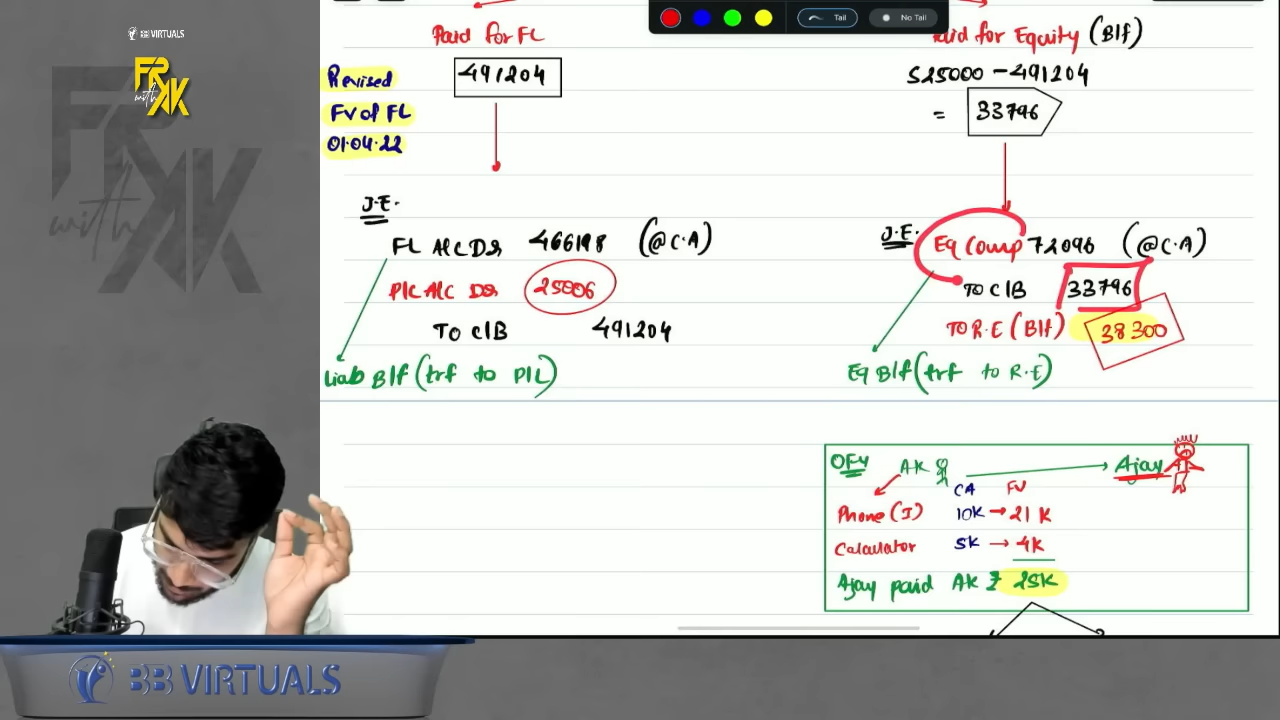 BB VIRTUALS
FR
with
AK
FR
with
AK
Tail
No Tail
Paid for FL
491204
Revised
FV of FL
01.04.22
J.E.
FL A/C Dr 466198 (@C.A)
P/L A/C Dr 25006
TO C/B 491204
Liab B/f (trf to P/L)
Paid for Equity (B/f)
525000 - 491204
= 33796
J.E.
Eq Comp 72096 (@C.A)
TO C/B 33796
TO R.E (B/f) 38300
Eq B/f (trf to R.E)
AK → Ajay
CA FV
Phone (I) 10K → 21K
Calculator 5K → 4K
Ajay paid AK ₹ 25K
BB VIRTUALS